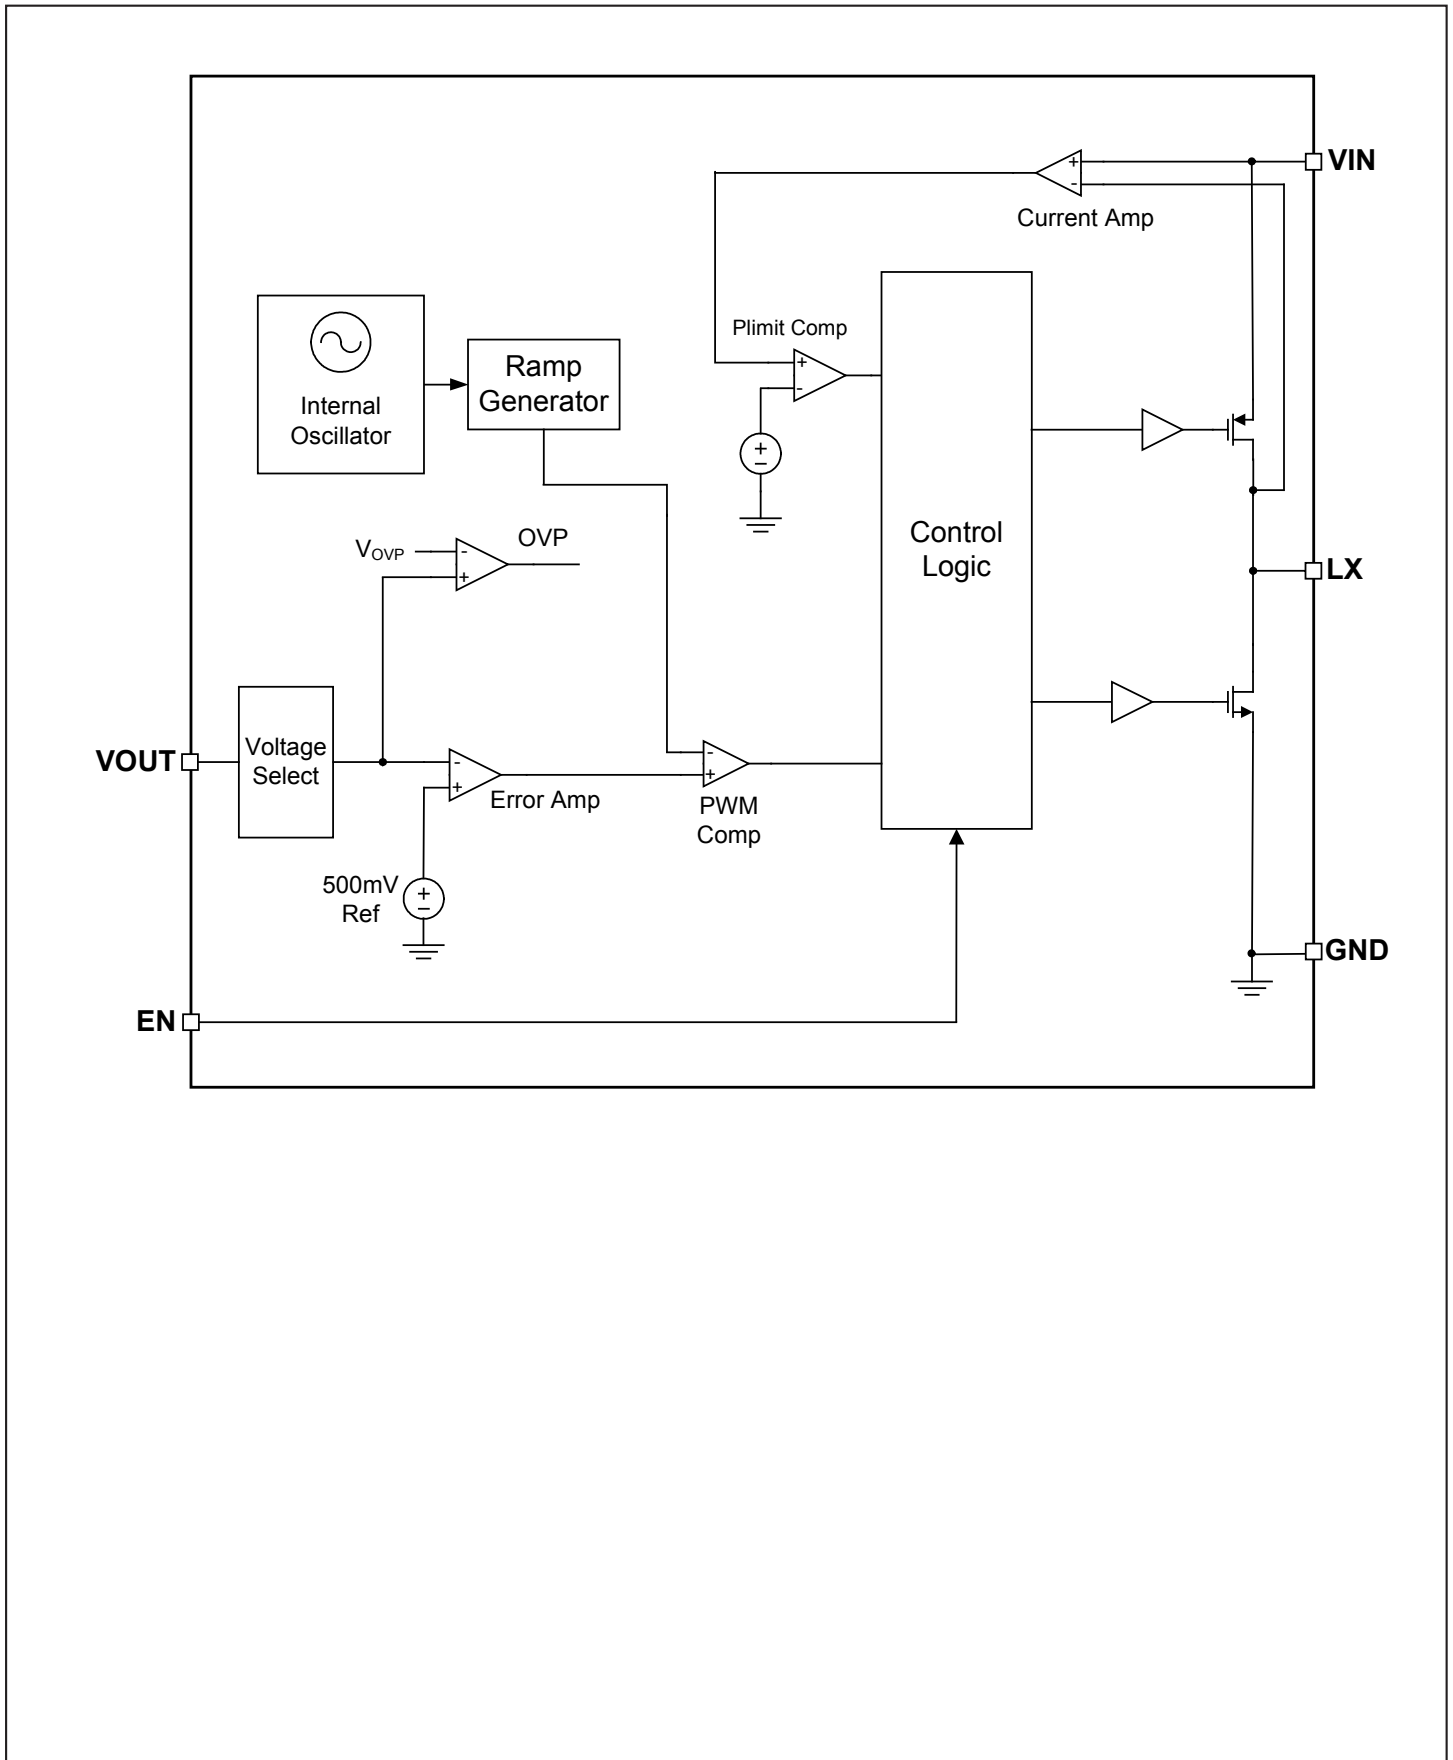 VIN
+
-
Current Amp
Plimit Comp
+
-
Ramp
Generator
Internal
Oscillator
+
−
Control
Logic
OVP
VOVP
-
+
LX
VOUT
Voltage
Select
-
+
Error Amp
-
+
PWM
Comp
500mV
Ref
+
−
GND
EN